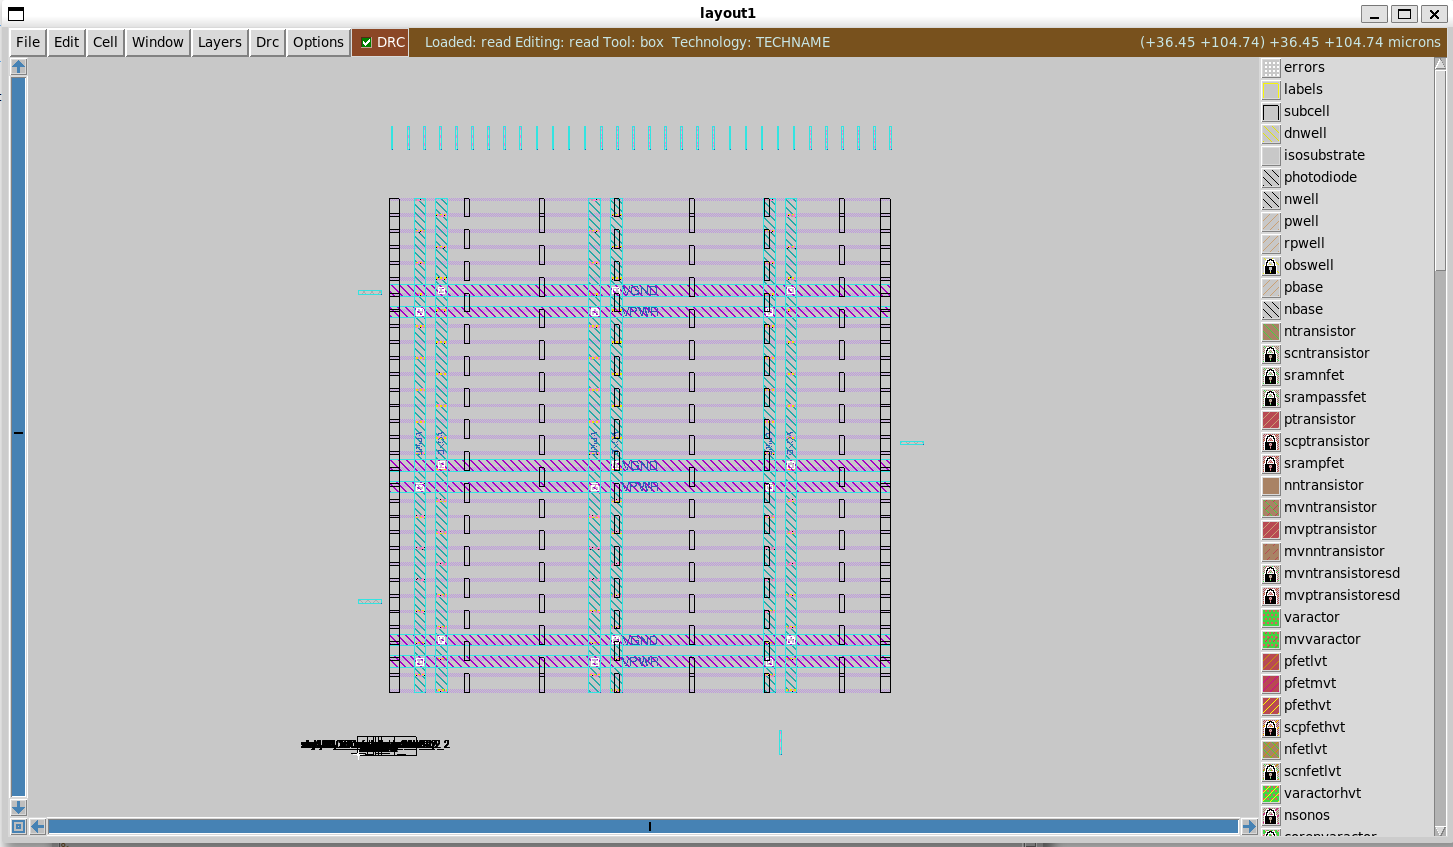 layout1
File Edit Cell Window Layers Drc Options DRC Loaded: read Editing: read Tool: box Technology: TECHNAME (+36.45 +104.74) +36.45 +104.74 microns
errors
labels
subcell
dnwell
isosubstrate
photodiode
nwell
pwell
rpwell
obswell
pbase
nbase
ntransistor
scntransistor
sramnfet
srampassfet
ptransistor
scptransistor
srampfet
nntransistor
mvntransistor
mvptransistor
mvnntransistor
mvntransistoresd
mvptransistoresd
varactor
mvvaractor
pfetlvt
pfetmvt
pfethvt
scpfethvt
nfetlvt
scnfetlvt
varactorhvt
nsonos
VGND
VPWR
VGND
VPWR
VGND
VPWR